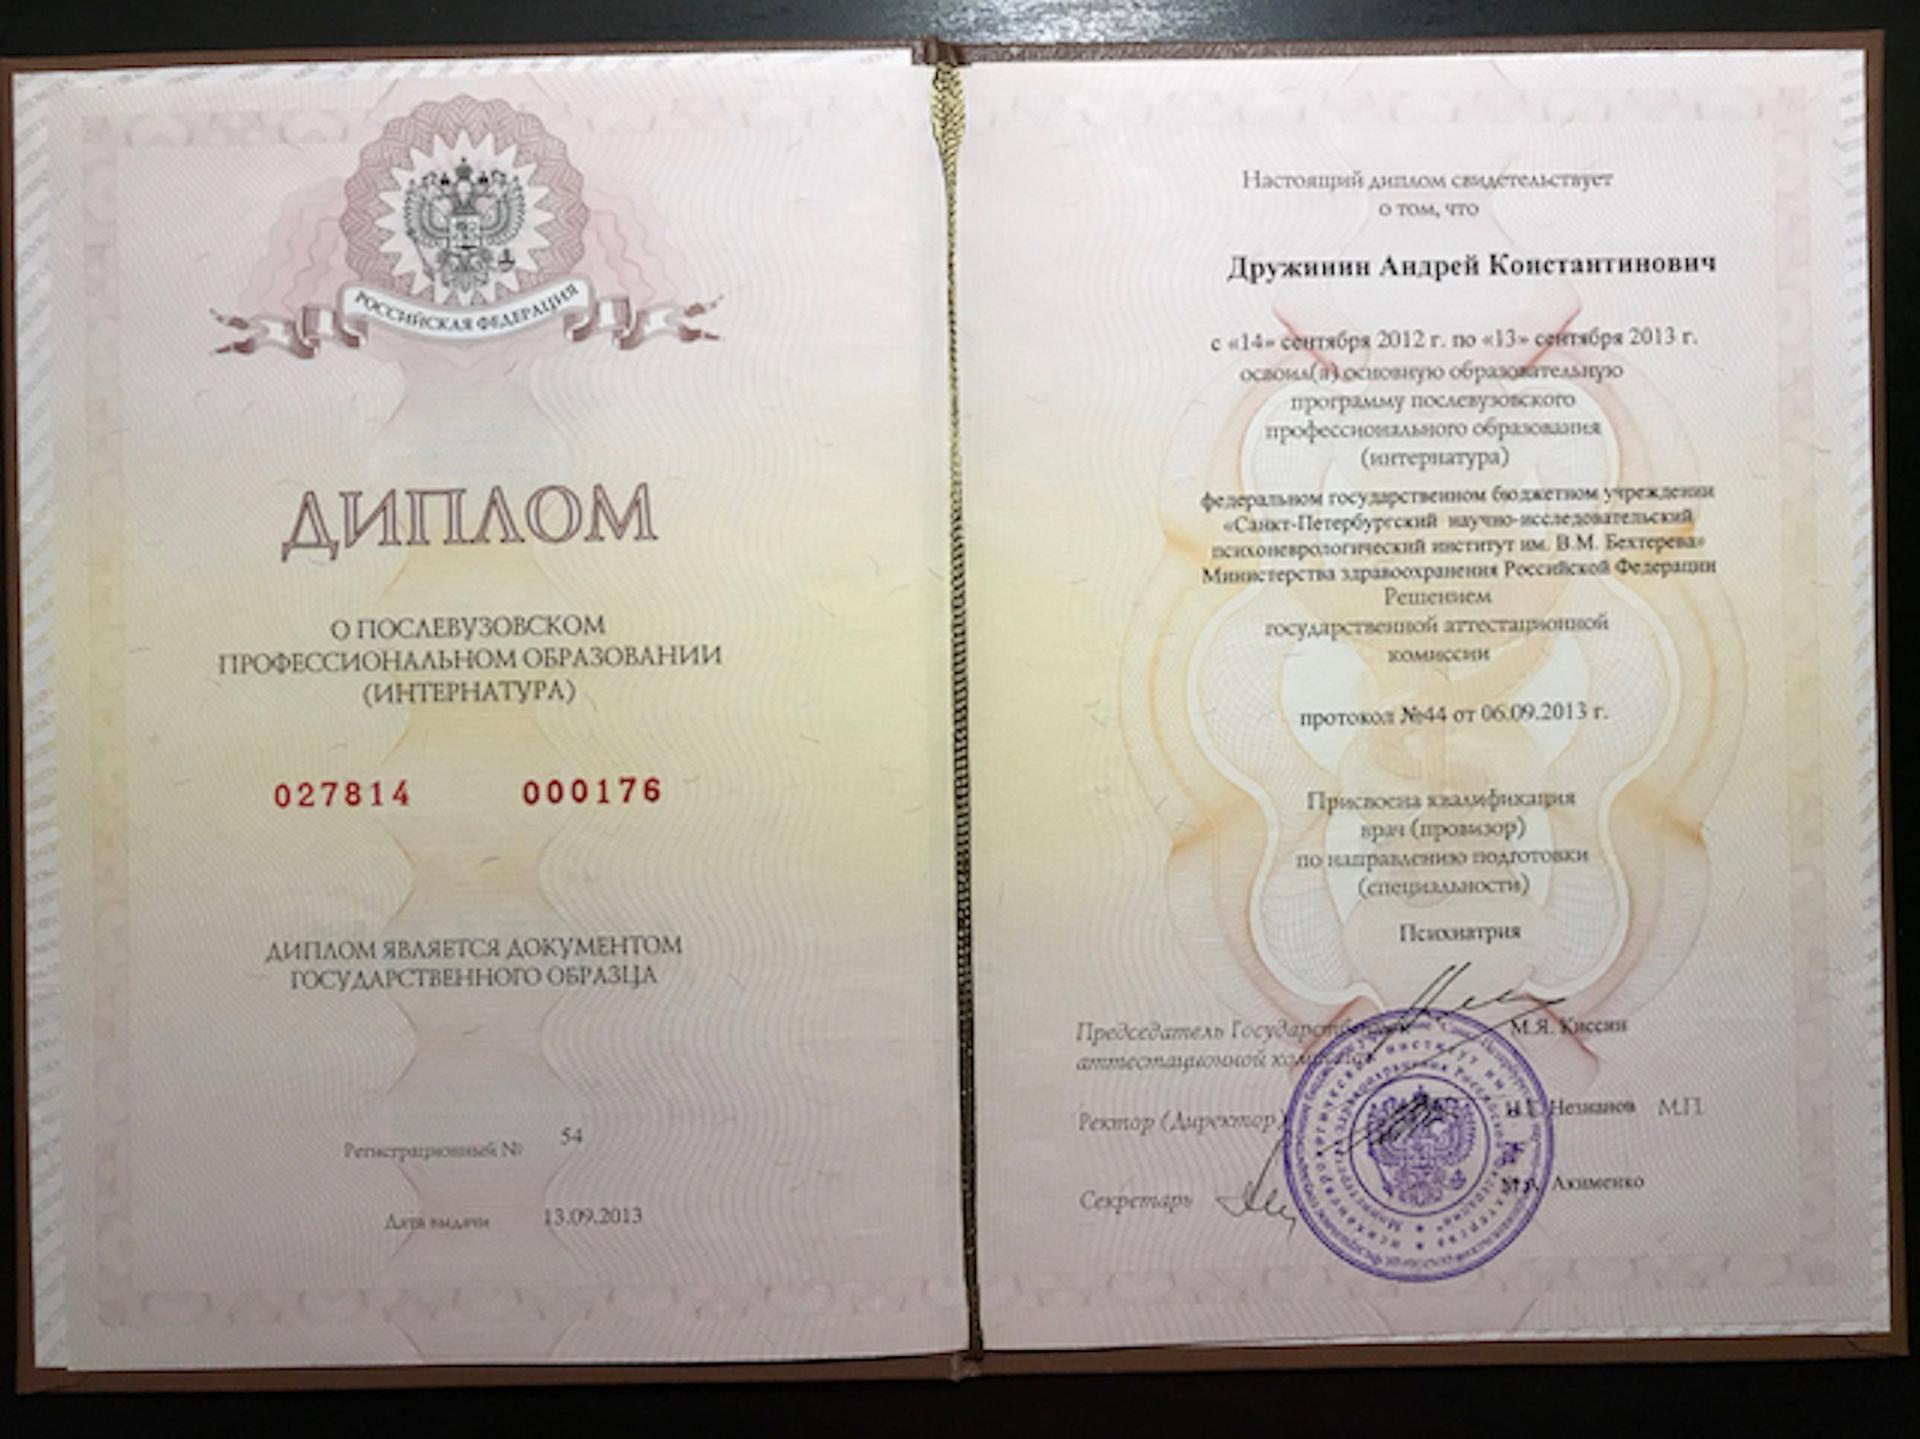 РОССИЙСКАЯ ФЕДЕРАЦИЯ
ДИПЛОМ
О ПОСЛЕВУЗОВСКОМ
ПРОФЕССИОНАЛЬНОМ ОБРАЗОВАНИИ
(ИНТЕРНАТУРА)
027814 000176
ДИПЛОМ ЯВЛЯЕТСЯ ДОКУМЕНТОМ
ГОСУДАРСТВЕННОГО ОБРАЗЦА
Регистрационный № 54
Дата выдачи 13.09.2013
Настоящий диплом свидетельствует
о том, что
Дружинин Андрей Константинович
с «14» сентября 2012 г. по «13» сентября 2013 г.
освоил(а) основную образовательную
программу послевузовского
профессионального образования
(интернатура)
федеральном государственном бюджетном учреждении
«Санкт-Петербургский научно-исследовательский
психоневрологический институт им. В.М. Бехтерева»
Министерства здравоохранения Российской Федерации
Решением
государственной аттестационной
комиссии
протокол №44 от 06.09.2013 г.
Присвоена квалификация
врач (провизор)
по направлению подготовки
(специальности)
Психиатрия
Председатель Государственной М.Я. Киссин
аттестационной комиссии
Ректор (Директор) Незнанов М.П.
Секретарь Акименко